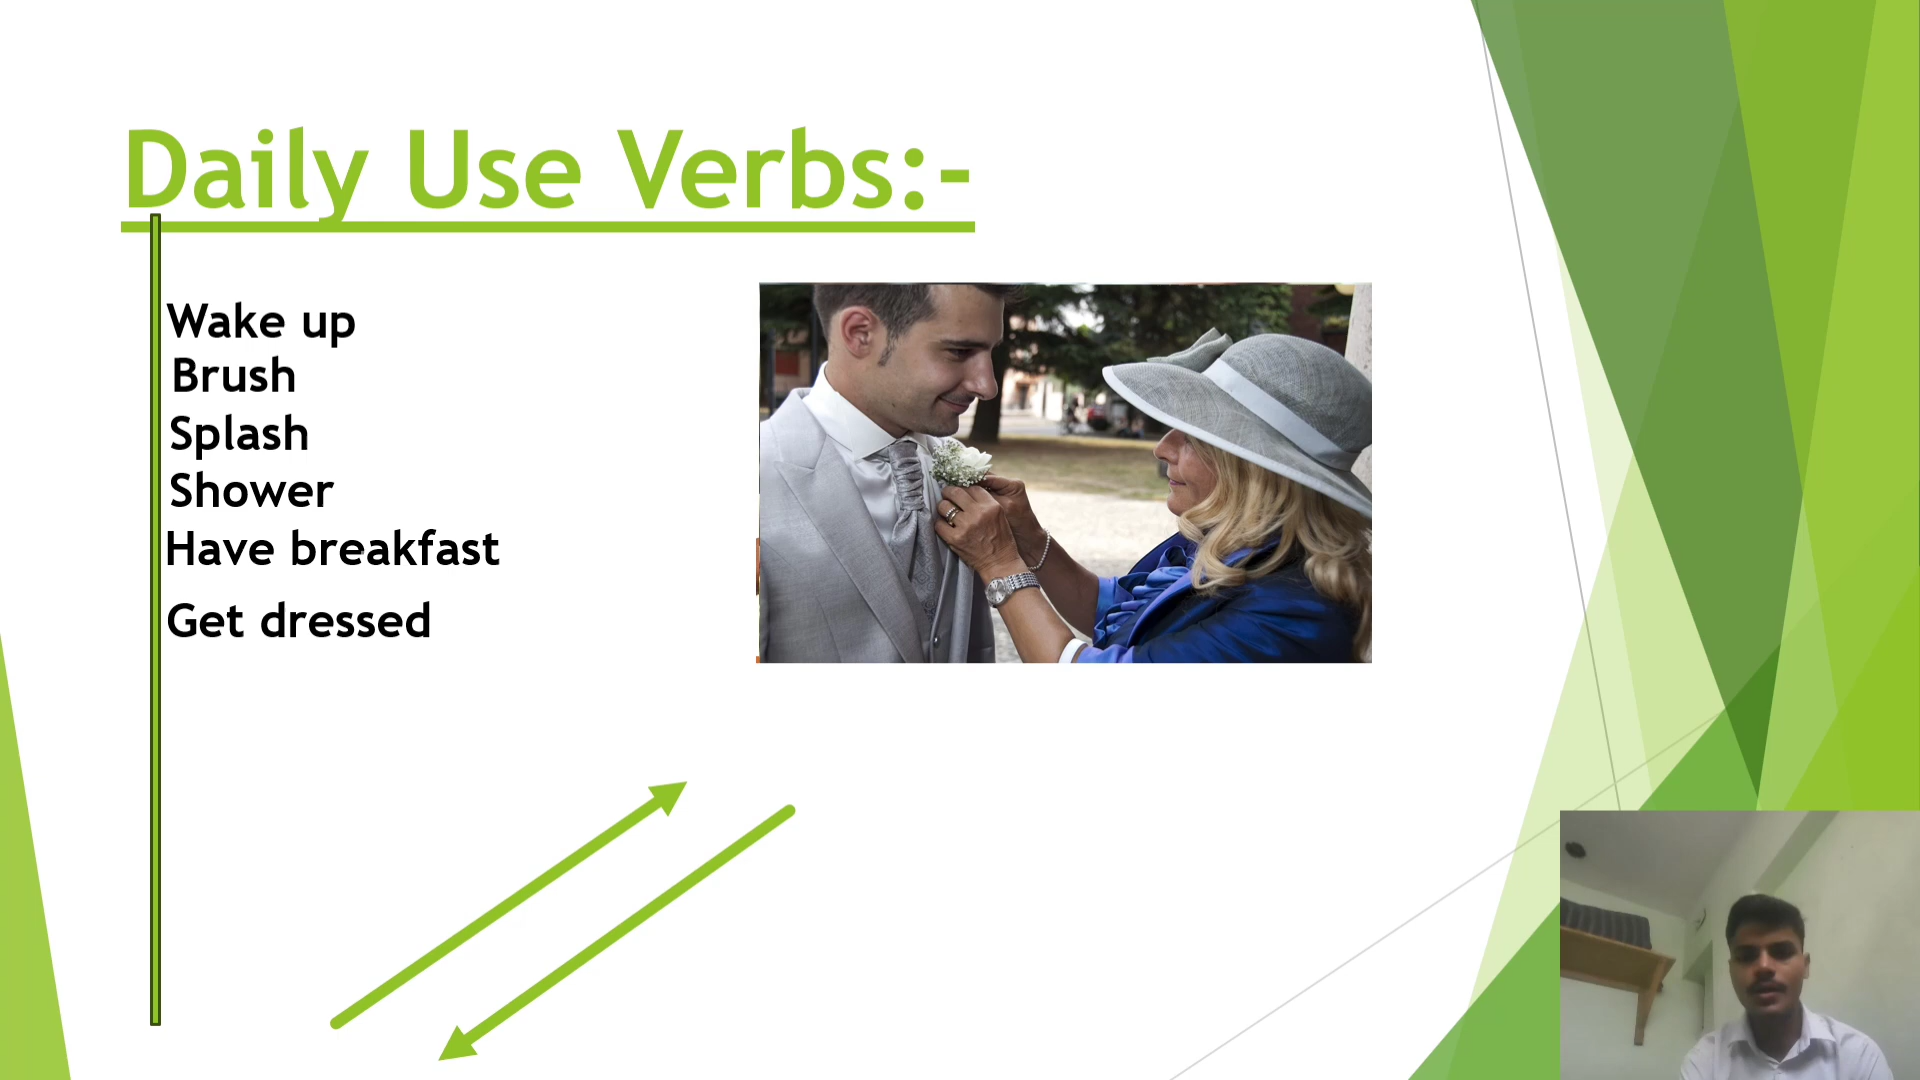 Daily Use Verbs:-
Wake up
Brush
Splash
Shower
Have breakfast
Get dressed